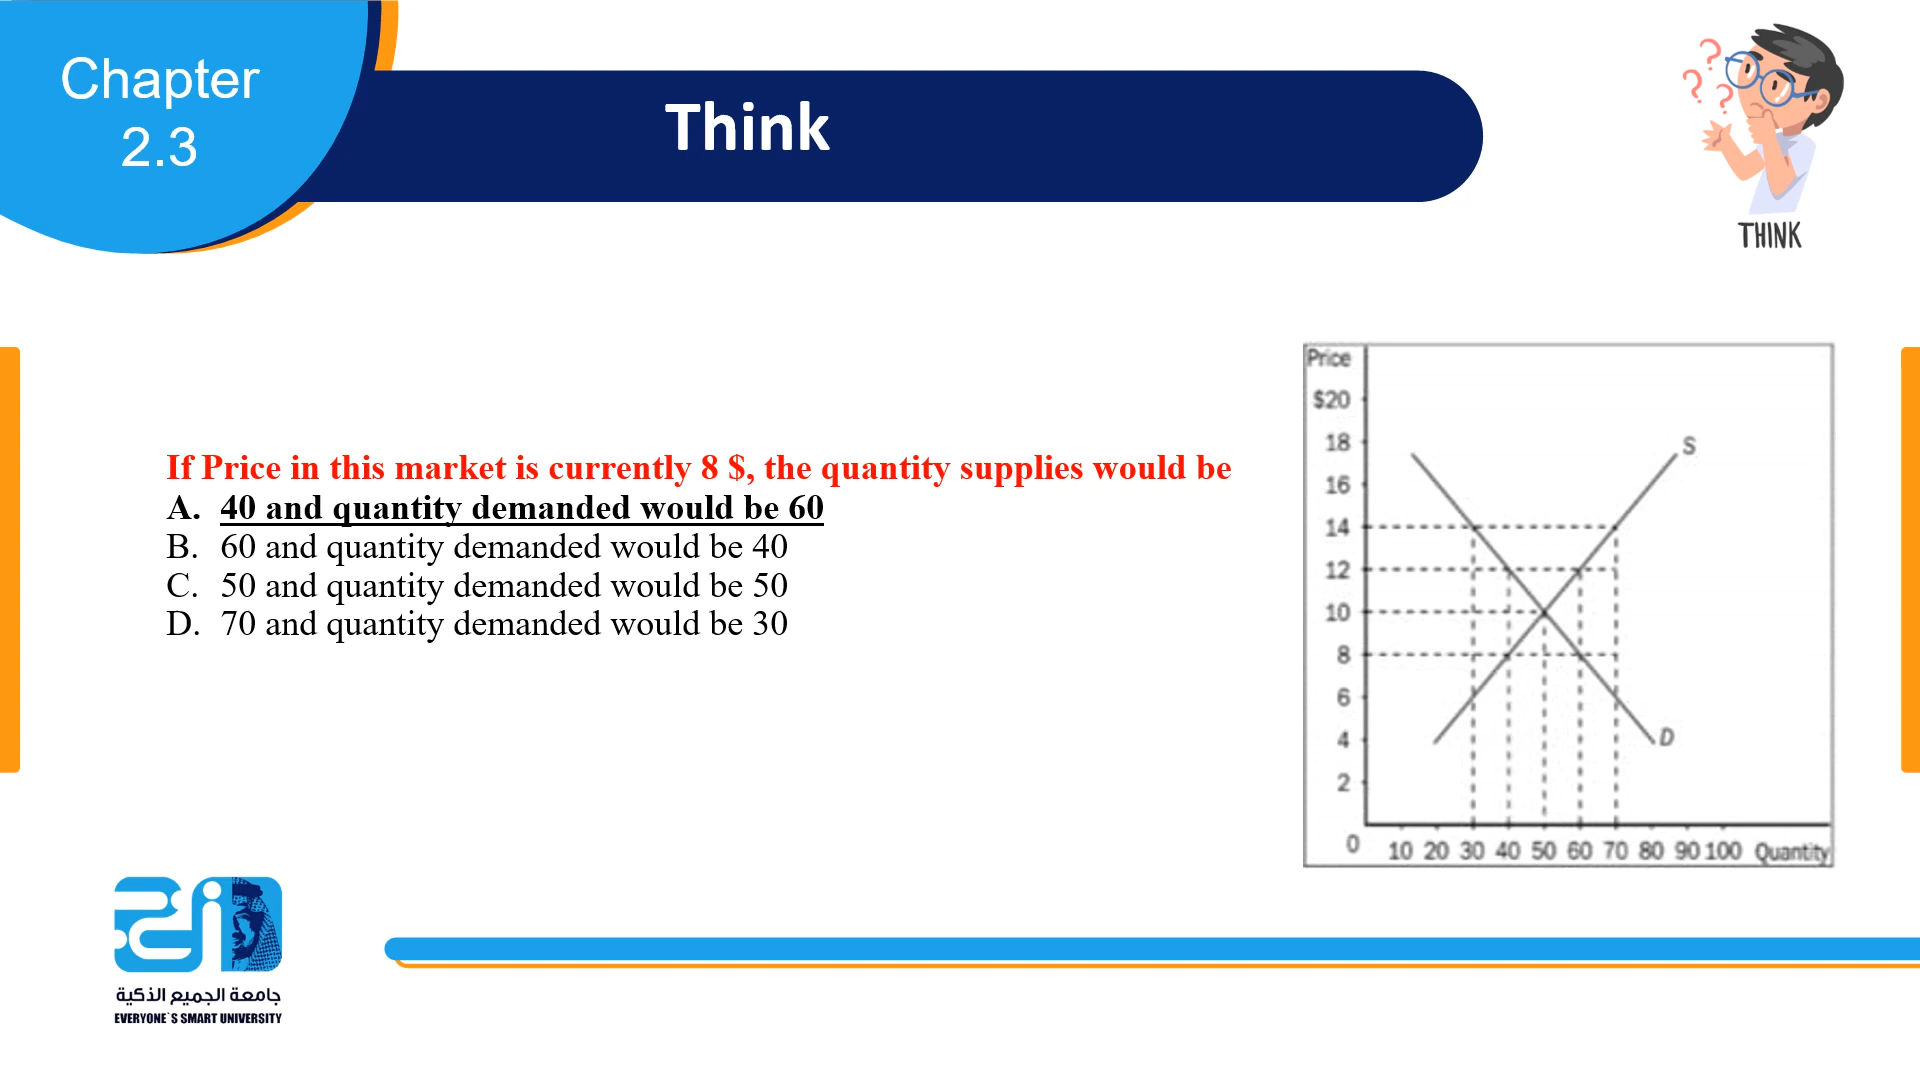 Chapter
2.3
Think
? ? ?
THINK
If Price in this market is currently 8 $, the quantity supplies would be
A. 40 and quantity demanded would be 60
B. 60 and quantity demanded would be 40
C. 50 and quantity demanded would be 50
D. 70 and quantity demanded would be 30
Price
$20
18
S
16
14
12
10
8
6
4
D
2
0
10 20 30 40 50 60 70 80 90 100 Quantity
جامعة الجميع الذكية
EVERYONE`S SMART UNIVERSITY